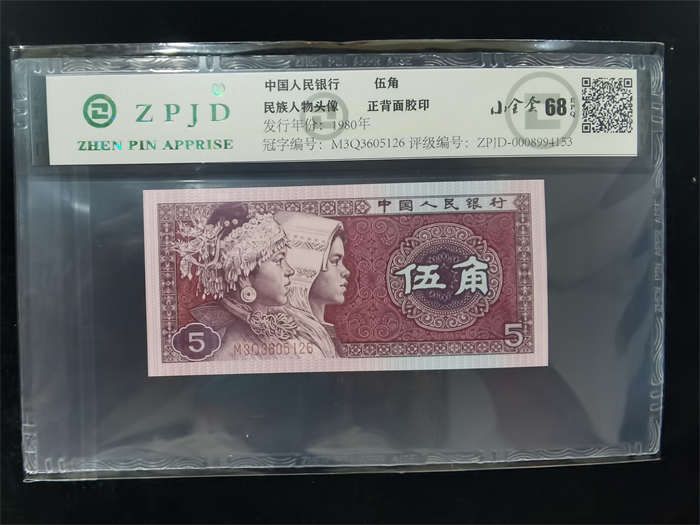 ZPJD
ZHEN PIN APPRISE
中国人民银行 伍角
民族人物头像 正背面胶印
发行年份：1980年
冠字编号：M3Q3605126 评级编号：ZPJD-0008994153
68
EPQ
中国人民银行
伍角
5
M3Q3605126
5